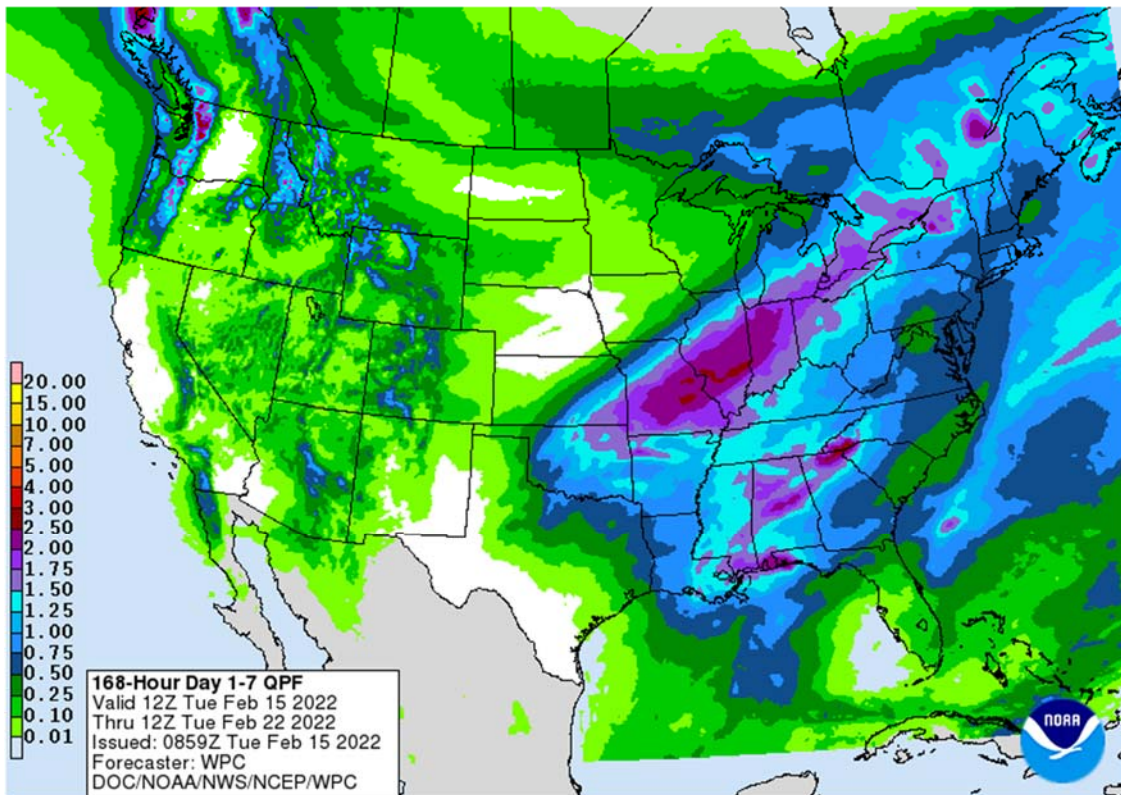 20.00
15.00
10.00
7.00
5.00
4.00
3.00
2.50
2.00
1.75
1.50
1.25
1.00
0.75
0.50
0.25
0.10
0.01
168-Hour Day 1-7 QPF
Valid 12Z Tue Feb 15 2022
Thru 12Z Tue Feb 22 2022
Issued: 0859Z Tue Feb 15 2022
Forecaster: WPC
DOC/NOAA/NWS/NCEP/WPC
NOAA